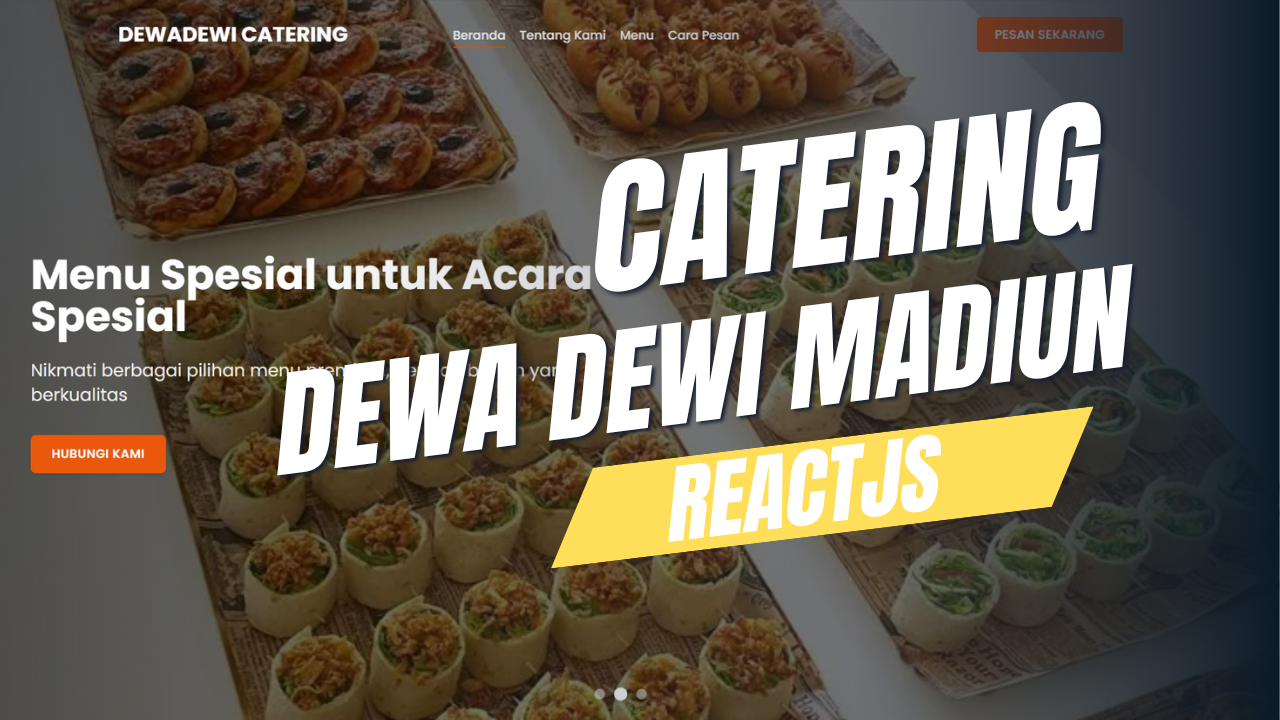 DEWADEWI CATERING
Beranda Tentang Kami Menu Cara Pesan
PESAN SEKARANG
CATERING
DEWA DEWI MADIUN
REACTJS
Menu Spesial untuk Acara
Spesial
Nikmati berbagai pilihan menu
berkualitas
HUBUNGI KAMI